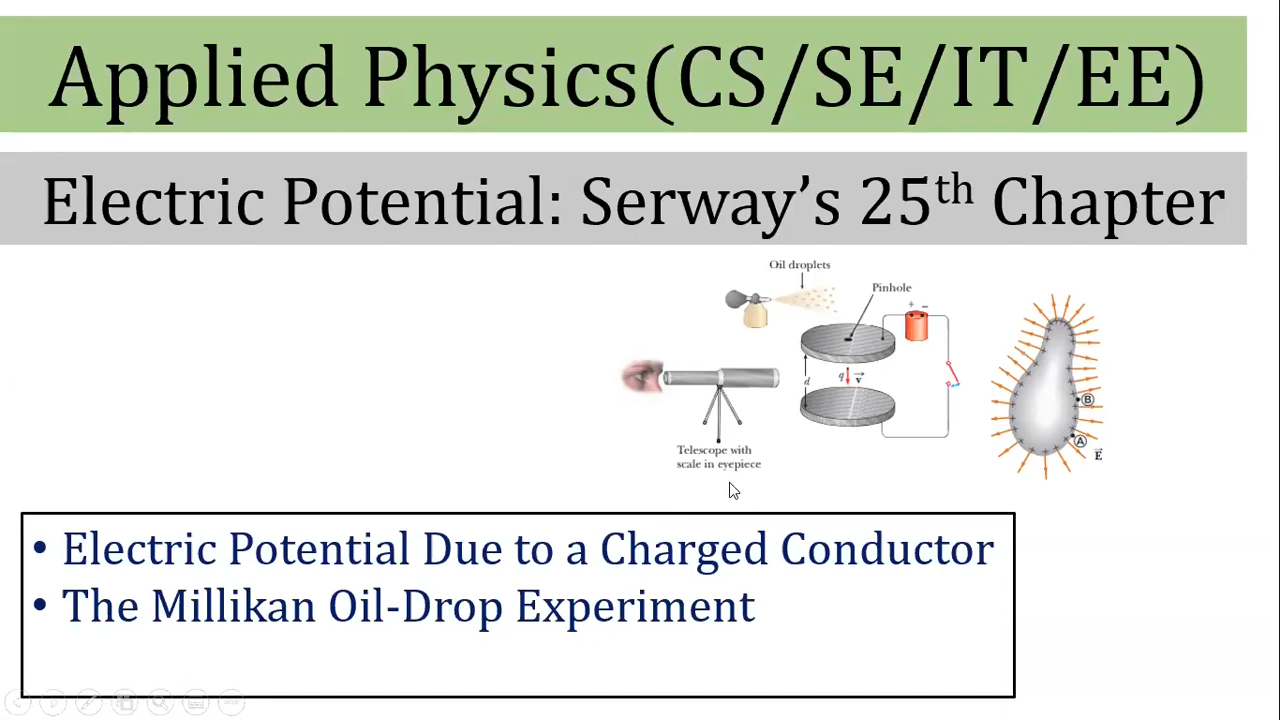 Applied Physics(CS/SE/IT/EE)
Electric Potential: Serway’s 25th Chapter
Oil droplets
Pinhole
+ −
q v
d
B
A
E
Telescope with
scale in eyepiece
• Electric Potential Due to a Charged Conductor
• The Millikan Oil-Drop Experiment